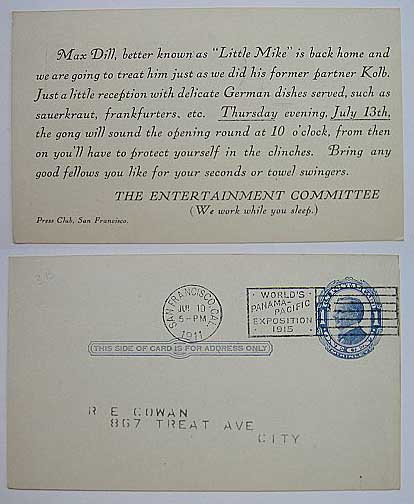 Max Dill, better known as "Little Mike" is back home and
we are going to treat him just as we did his former partner Kolb.
Just a little reception with delicate German dishes served, such as
sauerkraut, frankfurters, etc. Thursday evening, July 13th,
the gong will sound the opening round at 10 o'clock, from then
on you'll have to protect yourself in the clinches. Bring any
good fellows you like for your seconds or towel swingers.
THE ENTERTAINMENT COMMITTEE
(We work while you sleep.)
Press Club, San Francisco.
SAN FRANCISCO, CAL.
JUL 10
5-PM
1911
WORLD'S
PANAMA-
PACIFIC
EXPOSITION
1915
(THIS SIDE OF CARD IS FOR ADDRESS ONLY)
R E COWAN
867 TREAT AVE
CITY